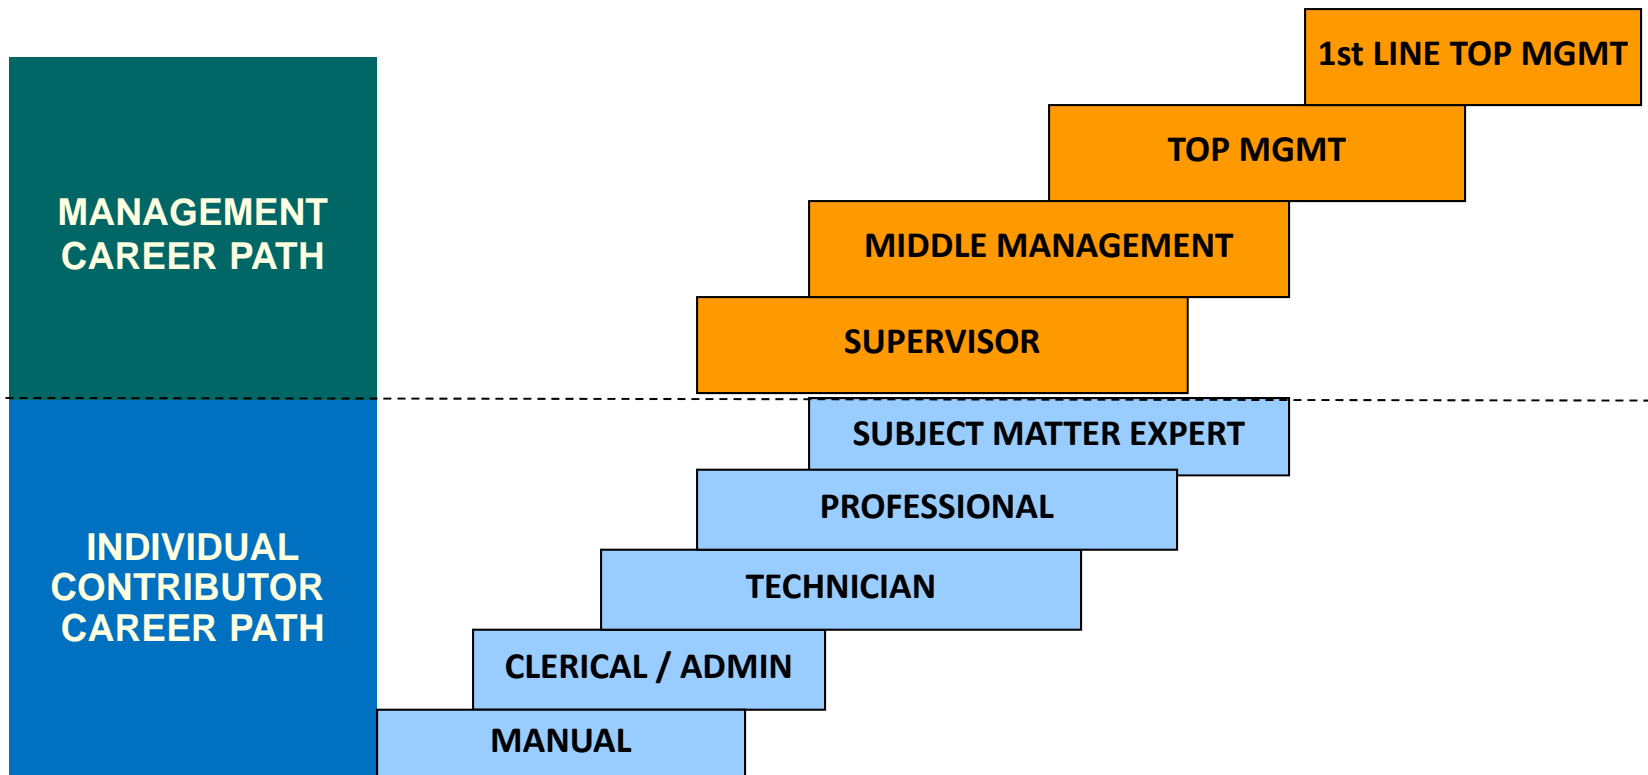 1st LINE TOP MGMT
TOP MGMT
MANAGEMENT
CAREER PATH
MIDDLE MANAGEMENT
SUPERVISOR
SUBJECT MATTER EXPERT
PROFESSIONAL
INDIVIDUAL
CONTRIBUTOR
CAREER PATH
TECHNICIAN
CLERICAL / ADMIN
MANUAL